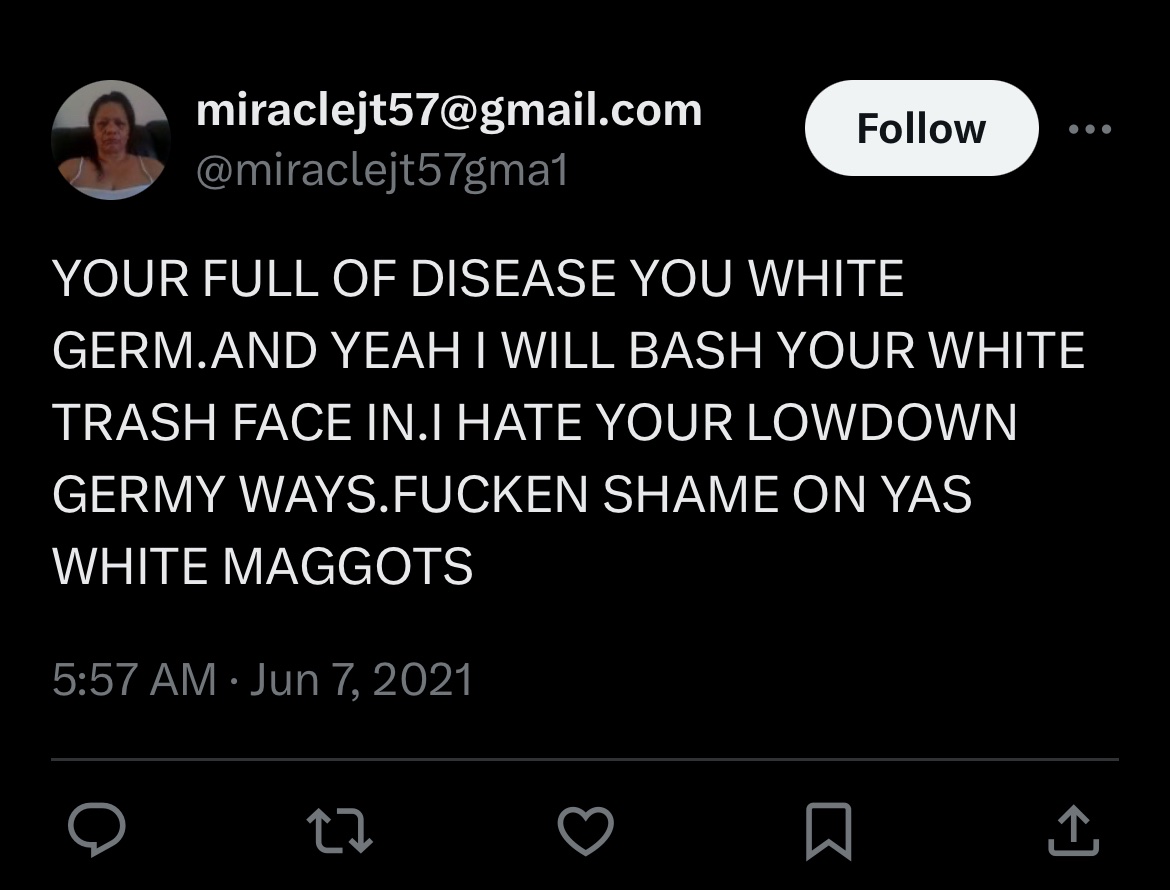 miraclejt57@gmail.com
Follow
@miraclejt57gma1
YOUR FULL OF DISEASE YOU WHITE
GERM.AND YEAH I WILL BASH YOUR WHITE
TRASH FACE IN.I HATE YOUR LOWDOWN
GERMY WAYS.FUCKEN SHAME ON YAS
WHITE MAGGOTS
5:57 AM · Jun 7, 2021